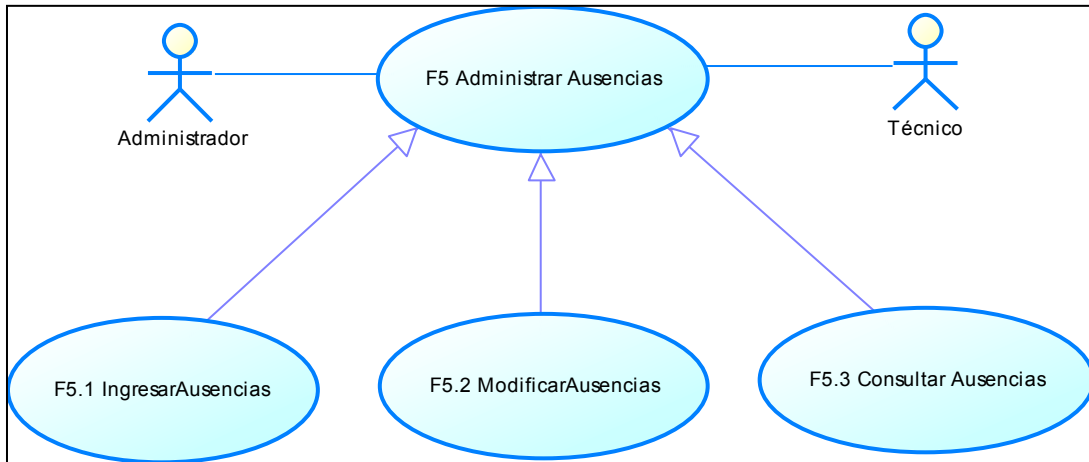 F5 Administrar Ausencias
Administrador
Técnico
F5.1 IngresarAusencias
F5.2 ModificarAusencias
F5.3 Consultar Ausencias